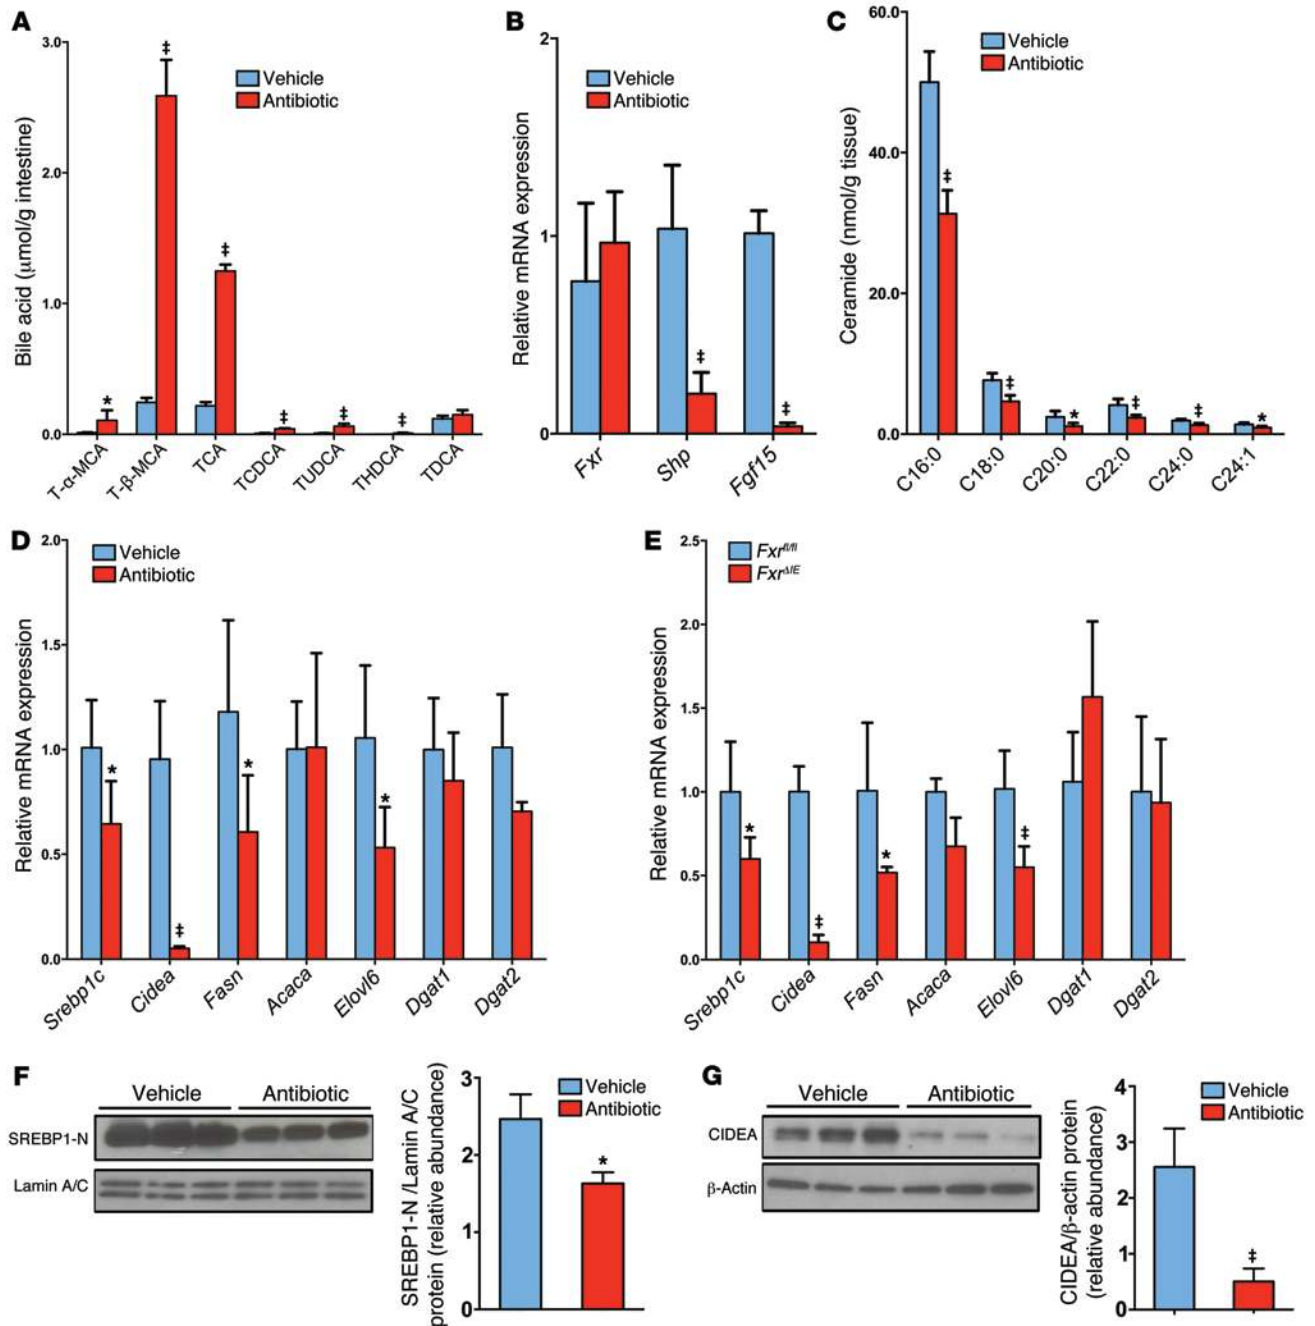 A
Bile acid (μmol/g intestine)
3.0
2.0
1.0
0.0
Vehicle
Antibiotic
‡
‡
*
‡
‡
‡
T-α-MCA
T-β-MCA
TCA
TCDCA
TUDCA
THDCA
TDCA
B
Relative mRNA expression
2
1
0
Vehicle
Antibiotic
‡
‡
Fxr
Shp
Fgf15
C
Ceramide (nmol/g tissue)
60.0
40.0
20.0
0.0
Vehicle
Antibiotic
‡
‡
*
‡
‡
*
C16:0
C18:0
C20:0
C22:0
C24:0
C24:1
D
Relative mRNA expression
2.0
1.5
1.0
0.5
0.0
Vehicle
Antibiotic
*
‡
*
*
Srebp1c
Cidea
Fasn
Acaca
Elovl6
Dgat1
Dgat2
E
Relative mRNA expression
2.5
2.0
1.5
1.0
0.5
0.0
Fxrfl/fl
FxrΔIE
*
‡
*
‡
Srebp1c
Cidea
Fasn
Acaca
Elovl6
Dgat1
Dgat2
F
Vehicle Antibiotic
SREBP1-N
Lamin A/C
SREBP1-N /Lamin A/C
protein (relative abundance)
3
2
1
0
Vehicle
Antibiotic
*
G
Vehicle Antibiotic
CIDEA
β-Actin
CIDEA/β-actin protein
(relative abundance)
4
3
2
1
0
Vehicle
Antibiotic
‡